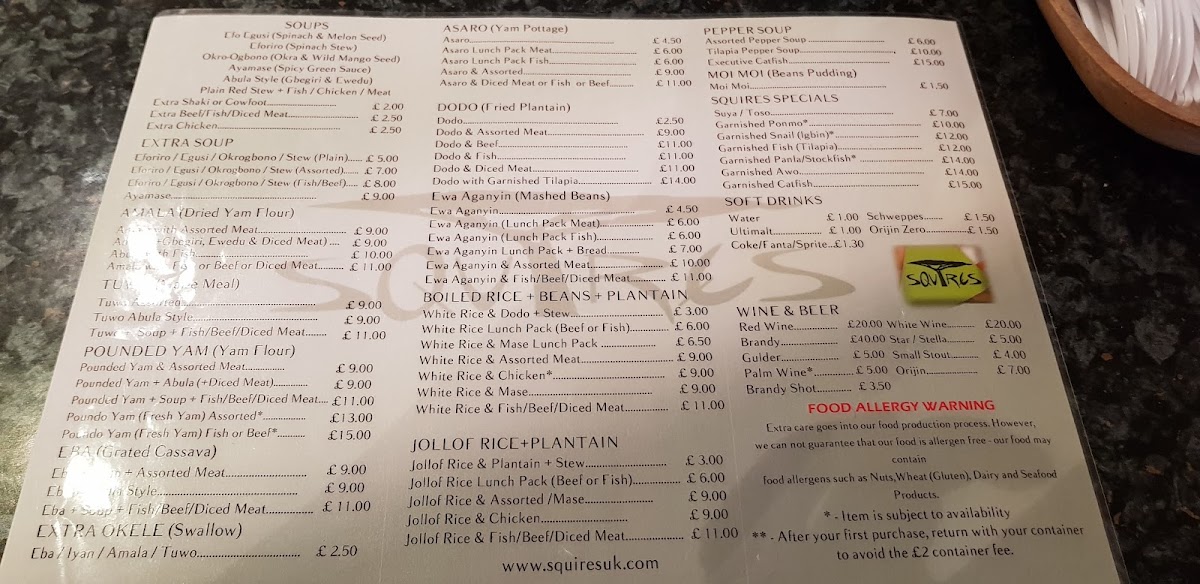 SOUPS
Efo Egusi (Spinach & Melon Seed)
Eforiro (Spinach Stew)
Okro-Ogbono (Okra & Wild Mango Seed)
Ayamase (Spicy Green Sauce)
Abula Style (Gbegiri & Ewedu)
Plain Red Stew + Fish / Chicken / Meat
Extra Shaki or Cowfoot £ 2.00
Extra Beef/Fish/Diced Meat £ 2.50
Extra Chicken £ 2.50
EXTRA SOUP
Eforiro / Egusi / Okrogbono / Stew (Plain) £ 5.00
Eforiro / Egusi / Okrogbono / Stew (Assorted) £ 7.00
Eforiro / Egusi / Okrogbono / Stew (Fish/Beef) £ 8.00
Ayamase £ 9.00
AMALA (Dried Yam Flour)
with Assorted Meat £ 9.00
+Gbegiri, Ewedu & Diced Meat) £ 9.00
Fish £ 10.00
Fish or Beef or Diced Meat £ 11.00
Meal)
Tuwo Assorted £ 9.00
Tuwo Abula Style £ 9.00
Tuwo + Soup + Fish/Beef/Diced Meat £ 11.00
POUNDED YAM (Yam Flour)
Pounded Yam & Assorted Meat £ 9.00
Pounded Yam + Abula (+Diced Meat) £ 9.00
Pounded Yam + Soup + Fish/Beef/Diced Meat £11.00
Poundo Yam (Fresh Yam) Assorted* £13.00
Poundo Yam (Fresh Yam) Fish or Beef* £15.00
EBA (Grated Cassava)
+ Assorted Meat £ 9.00
Style £ 9.00
Eba + Soup + Fish/Beef/Diced Meat £ 11.00
EXTRA OKELE (Swallow)
Eba / Iyan / Amala / Tuwo £ 2.50
ASARO (Yam Pottage)
Asaro £ 4.50
Asaro Lunch Pack Meat £ 6.00
Asaro Lunch Pack Fish £ 6.00
Asaro & Assorted £ 9.00
Asaro & Diced Meat or Fish or Beef £ 11.00
DODO (Fried Plantain)
Dodo £2.50
Dodo & Assorted Meat £9.00
Dodo & Beef £11.00
Dodo & Fish £11.00
Dodo & Diced Meat £11.00
Dodo with Garnished Tilapia £14.00
Ewa Aganyin (Mashed Beans)
Ewa Aganyin £ 4.50
Ewa Aganyin (Lunch Pack Meat) £ 6.00
Ewa Aganyin (Lunch Pack Fish) £ 6.00
Ewa Aganyin Lunch Pack + Bread £ 7.00
Ewa Aganyin & Assorted Meat £ 10.00
Ewa Aganyin & Fish/Beef/Diced Meat £ 11.00
BOILED RICE + BEANS + PLANTAIN
White Rice & Dodo + Stew £ 3.00
White Rice Lunch Pack (Beef or Fish) £ 6.00
White Rice & Mase Lunch Pack £ 6.50
White Rice & Assorted Meat £ 9.00
White Rice & Chicken* £ 9.00
White Rice & Mase £ 9.00
White Rice & Fish/Beef/Diced Meat £ 11.00
JOLLOF RICE+PLANTAIN
Jollof Rice & Plantain + Stew £ 3.00
Jollof Rice Lunch Pack (Beef or Fish) £ 6.00
Jollof Rice & Assorted /Mase £ 9.00
Jollof Rice & Chicken £ 9.00
Jollof Rice & Fish/Beef/Diced Meat £ 11.00
www.squiresuk.com
PEPPER SOUP
Assorted Pepper Soup £ 6.00
Tilapia Pepper Soup £10.00
Executive Catfish £15.00
MOI MOI (Beans Pudding)
Moi Moi £ 1.50
SQUIRES SPECIALS
Suya / Toso £ 7.00
Garnished Ponmo* £10.00
Garnished Snail (Igbin)* £12.00
Garnished Fish (Tilapia) £12.00
Garnished Panla/Stockfish* £14.00
Garnished Awo £14.00
Garnished Catfish £15.00
SOFT DRINKS
Water £ 1.00 Schweppes £ 1.50
Ultimalt £ 1.00 Orijin Zero £ 1.50
Coke/Fanta/Sprite £1.30
SQUIRES
SQUIRES
WINE & BEER
Red Wine £20.00 White Wine £20.00
Brandy £40.00 Star / Stella £ 5.00
Gulder £ 5.00 Small Stout £ 4.00
Palm Wine* £ 5.00 Orijin £ 7.00
Brandy Shot £ 3.50
FOOD ALLERGY WARNING
Extra care goes into our food production process. However,
we can not guarantee that our food is allergen free - our food may
contain
food allergens such as Nuts,Wheat (Gluten), Dairy and Seafood
Products.
* - Item is subject to availability
** - After your first purchase, return with your container
to avoid the £2 container fee.